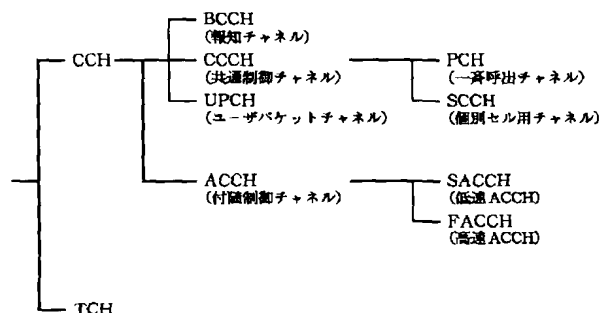 BCCH
(報知チャネル)
CCH
CCCH
(共通制御チャネル)
PCH
(一斉呼出チャネル)
UPCH
(ユーザパケットチャネル)
SCCH
(個別セル用チャネル)
ACCH
(付随制御チャネル)
SACCH
(低速ACCH)
FACCH
(高速ACCH)
TCH